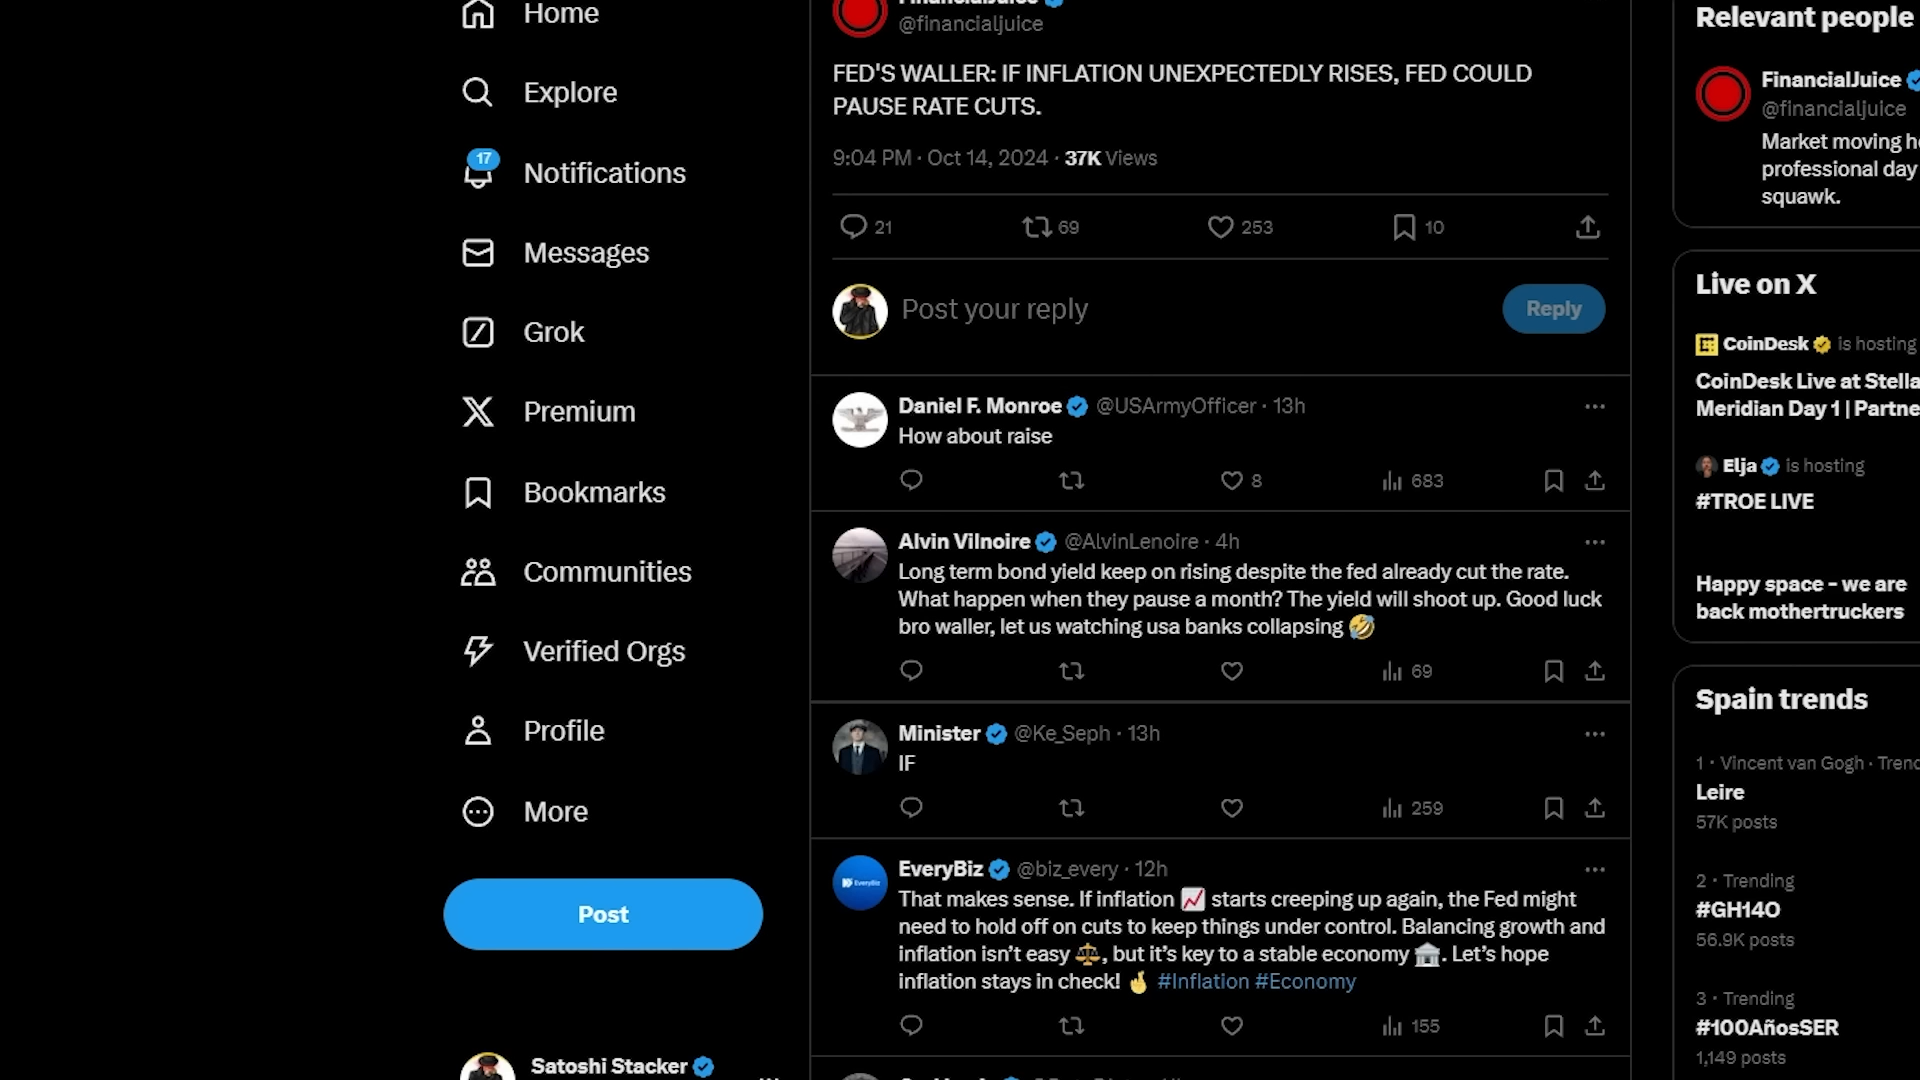 Home
Explore
17
Notifications
Messages
Grok
Premium
Bookmarks
Communities
Verified Orgs
Profile
More
Post
Satoshi Stacker
FinancialJuice
@financialjuice
FED'S WALLER: IF INFLATION UNEXPECTEDLY RISES, FED COULD
PAUSE RATE CUTS.
9:04 PM · Oct 14, 2024 · 37K Views
21 69 253 10
Post your reply
Reply
Daniel F. Monroe @USArmyOfficer · 13h
How about raise
8 683
Alvin Vilnoire @AlvinLenoire · 4h
Long term bond yield keep on rising despite the fed already cut the rate.
What happen when they pause a month? The yield will shoot up. Good luck
bro waller, let us watching usa banks collapsing 🤣
69
Minister @Ke_Seph · 13h
IF
259
EveryBiz
EveryBiz @biz_every · 12h
That makes sense. If inflation 📈 starts creeping up again, the Fed might
need to hold off on cuts to keep things under control. Balancing growth and
inflation isn't easy ⚖️, but it's key to a stable economy 🏛️. Let's hope
inflation stays in check! 🤞 #Inflation #Economy
155
Relevant people
FinancialJuice
@financialjuice
Market moving
professional day
squawk.
Live on X
CoinDesk is hosting
CoinDesk Live at
Meridian Day 1 |
Elja is hosting
#TROE LIVE
Happy space - we are
back mothertruckers
Spain trends
1 · Vincent van Gogh ·
Leire
57K posts
2 · Trending
#GH14O
56.9K posts
3 · Trending
#100AñosSER
1,149 posts